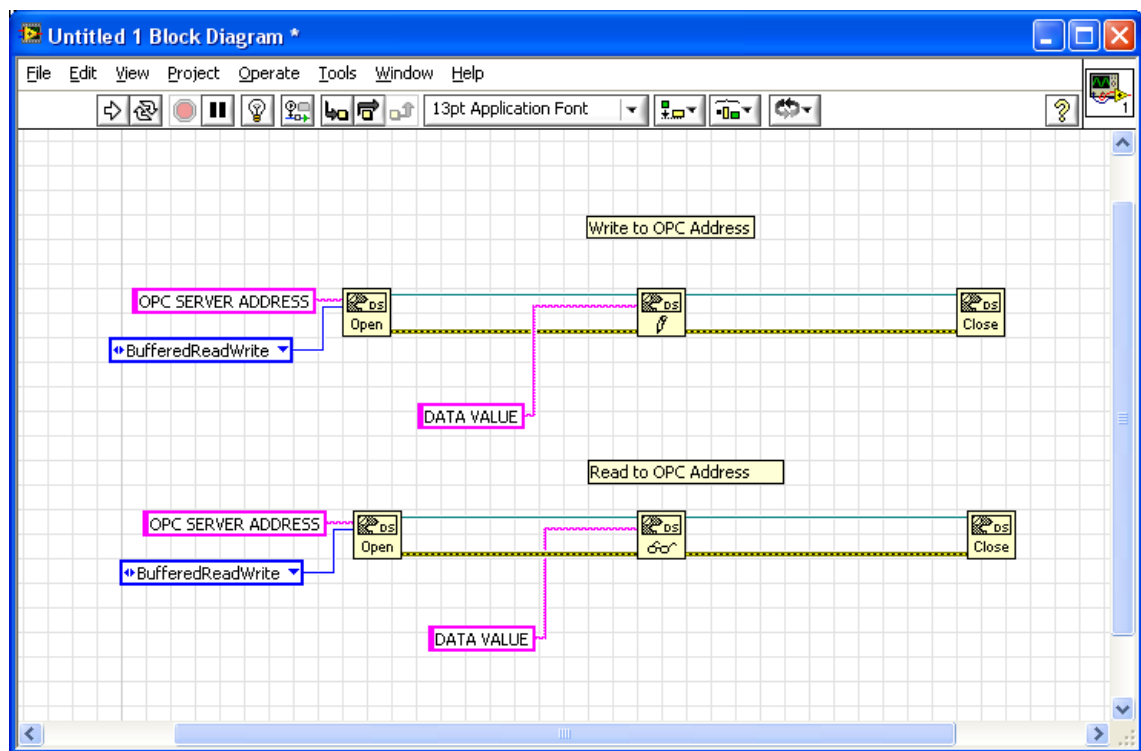 Untitled 1 Block Diagram *
File Edit View Project Operate Tools Window Help
13pt Application Font
1
Write to OPC Address
OPC SERVER ADDRESS
DS
Open
DS
DS
Close
BufferedReadWrite
DATA VALUE
Read to OPC Address
OPC SERVER ADDRESS
DS
Open
DS
DS
Close
BufferedReadWrite
DATA VALUE